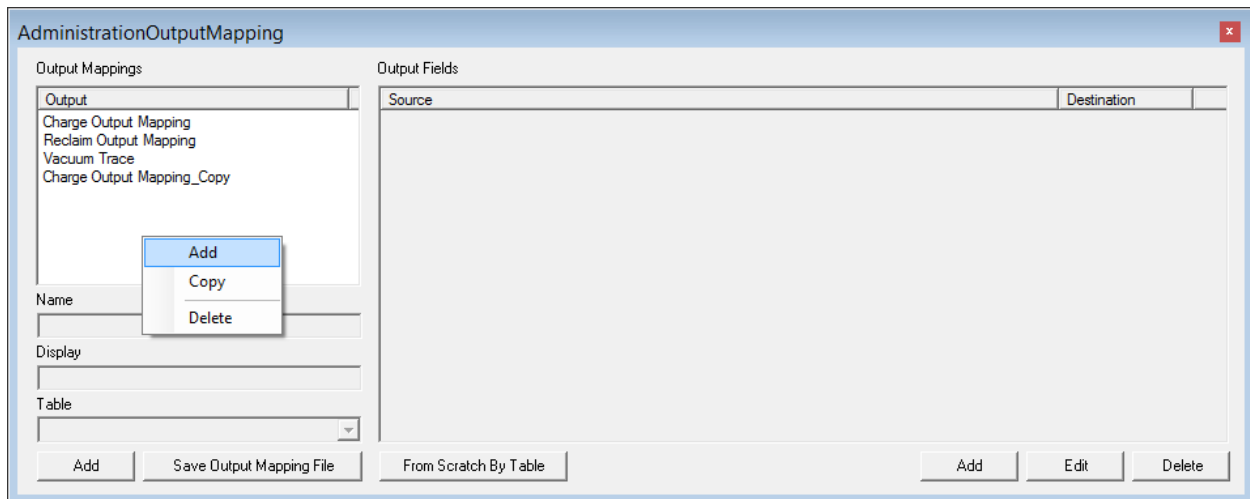 AdministrationOutputMapping
x
Output Mappings
Output
Charge Output Mapping
Reclaim Output Mapping
Vacuum Trace
Charge Output Mapping_Copy
Add
Copy
Delete
Name
Display
Table
Add Save Output Mapping File
Output Fields
Source Destination
From Scratch By Table Add Edit Delete